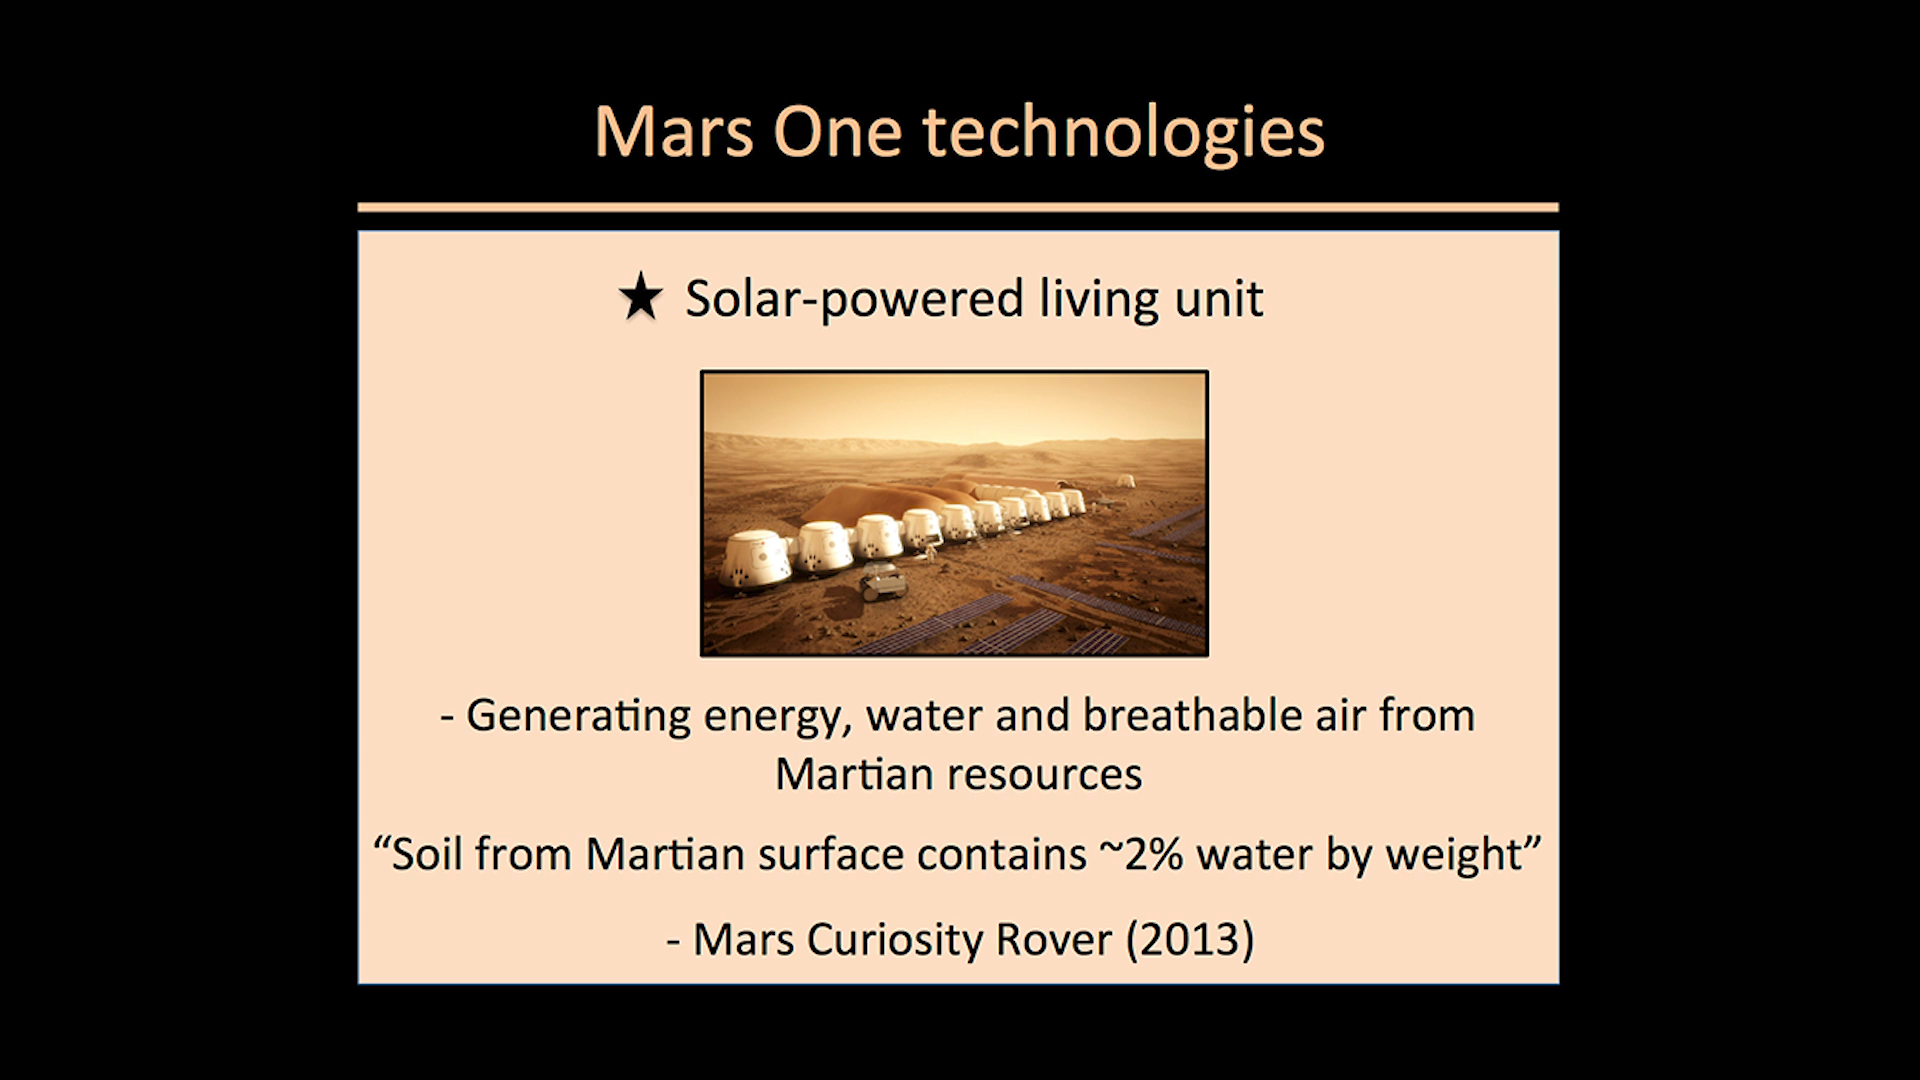 Mars One technologies
★ Solar-powered living unit
- Generating energy, water and breathable air from
Martian resources
“Soil from Martian surface contains ~2% water by weight”
- Mars Curiosity Rover (2013)